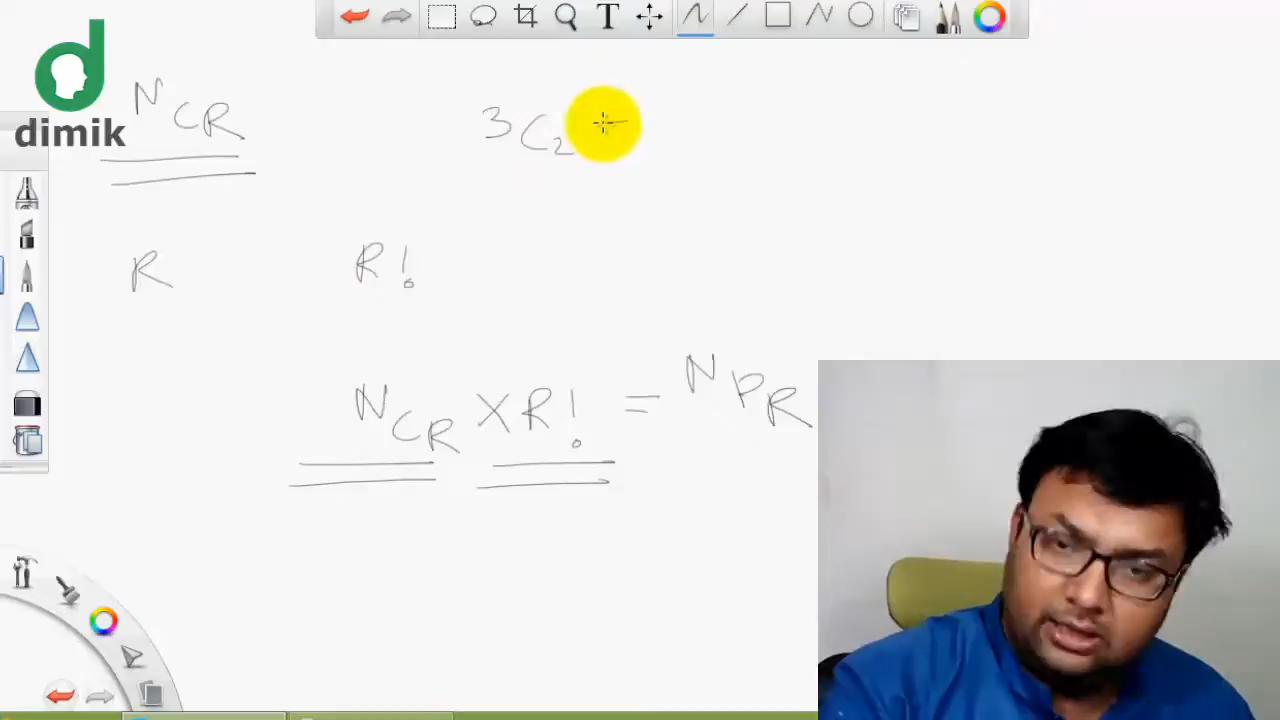 dimik
ᴺCR
³C₂
R R!
ᴺCR X R! = ᴺPR